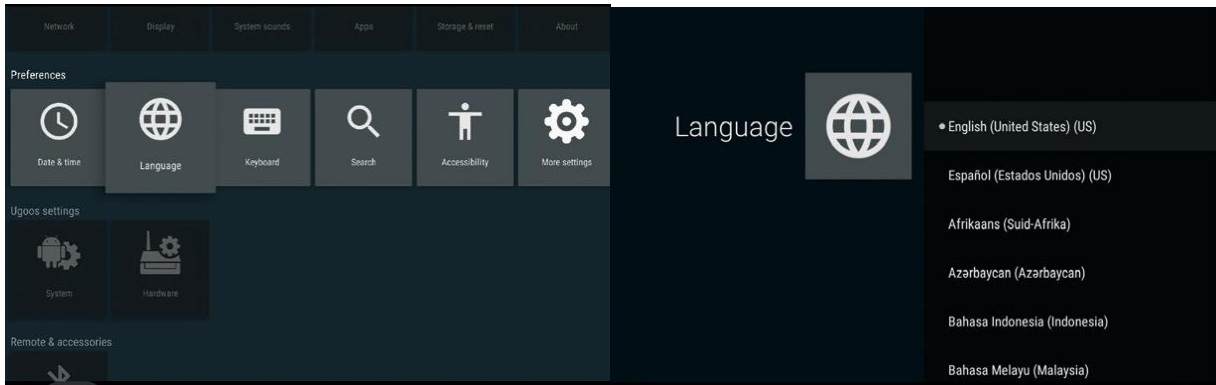 Network
Display
System sounds
Apps
Storage & reset
About
Preferences
Date & time
Language
Keyboard
Search
Accessibility
More settings
Ugoos settings
System
Hardware
Remote & accessories
Language
English (United States) (US)
Español (Estados Unidos) (US)
Afrikaans (Suid-Afrika)
Azərbaycan (Azərbaycan)
Bahasa Indonesia (Indonesia)
Bahasa Melayu (Malaysia)